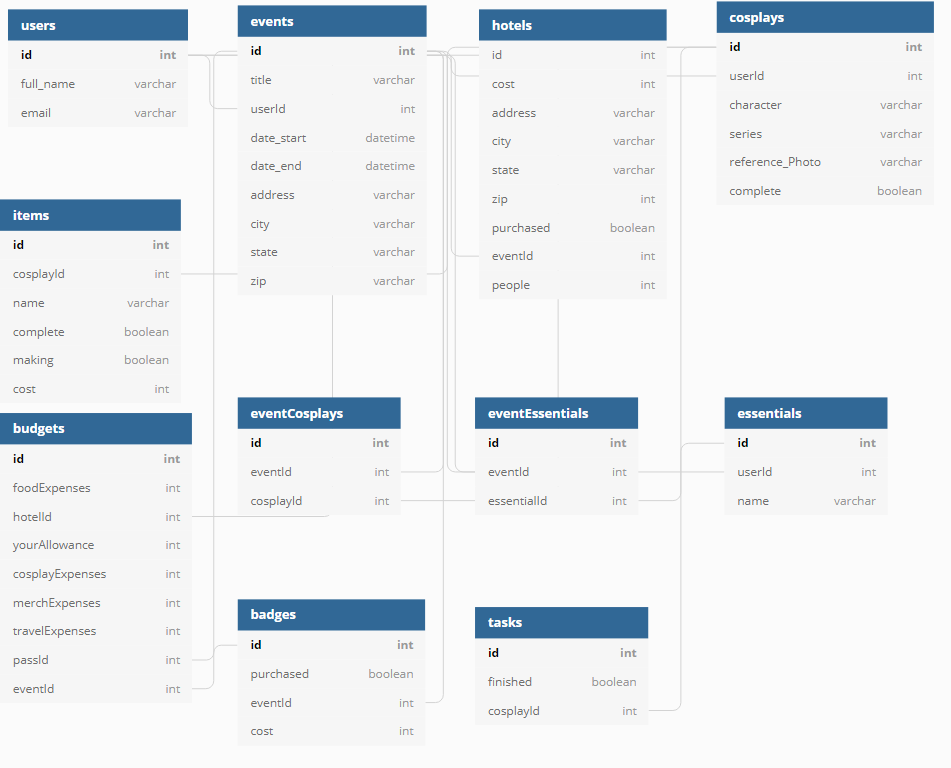 users
id int
full_name varchar
email varchar
events
id int
title varchar
userId int
date_start datetime
date_end datetime
address varchar
city varchar
state varchar
zip varchar
hotels
id int
cost int
address varchar
city varchar
state varchar
zip int
purchased boolean
eventId int
people int
cosplays
id int
userId int
character varchar
series varchar
reference_Photo varchar
complete boolean
items
id int
cosplayId int
name varchar
complete boolean
making boolean
cost int
budgets
id int
foodExpenses int
hotelId int
yourAllowance int
cosplayExpenses int
merchExpenses int
travelExpenses int
passId int
eventId int
eventCosplays
id int
eventId int
cosplayId int
eventEssentials
id int
eventId int
essentialId int
essentials
id int
userId int
name varchar
badges
id int
purchased boolean
eventId int
cost int
tasks
id int
finished boolean
cosplayId int